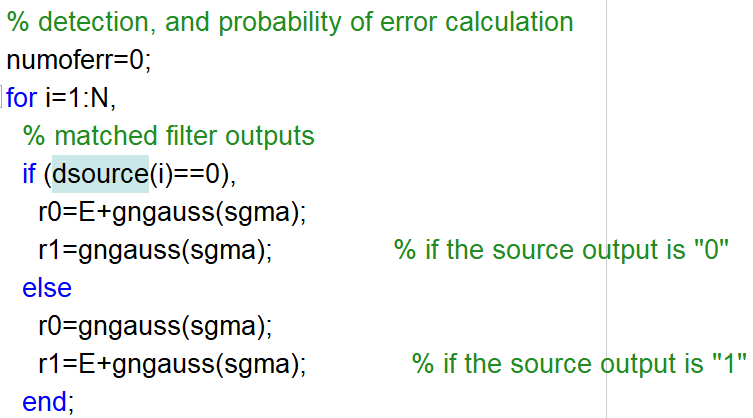 % detection, and probability of error calculation
numoferr=0;
for i=1:N,
% matched filter outputs
if (dsource(i)==0),
r0=E+gngauss(sgma);
r1=gngauss(sgma); % if the source output is "0"
else
r0=gngauss(sgma);
r1=E+gngauss(sgma); % if the source output is "1"
end;